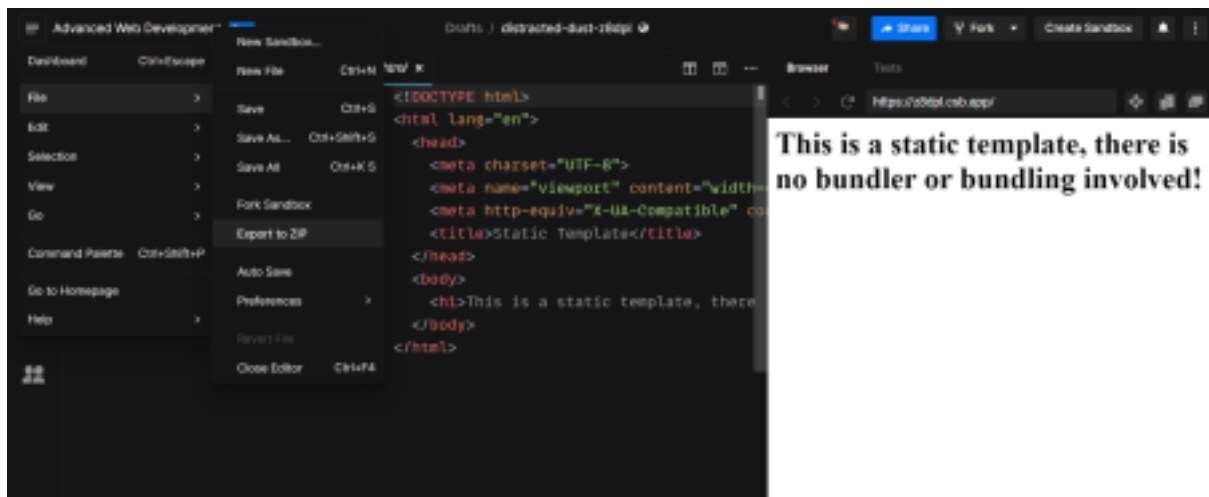 Advanced Web Development
Drafts / distracted-dust-z8dpl
Share
Fork
Create Sandbox
Dashboard Ctrl+Escape
File
Edit
Selection
View
Go
Command Palette Ctrl+Shift+P
Go to Homepage
Help
New Sandbox...
New File Ctrl+N
Save Ctrl+S
Save As... Ctrl+Shift+S
Save All Ctrl+K S
Fork Sandbox
Export to ZIP
Auto Save
Preferences
Revert File
Close Editor Ctrl+F4
<!DOCTYPE html>
<html lang="en">
<head>
<meta charset="UTF-8">
<meta name="viewport" content="width-
<meta http-equiv="X-UA-Compatible" co
<title>Static Template</title>
</head>
<body>
<h1>This is a static template, there
</body>
</html>
Browser Tests
https://z8dpl.csb.app/
This is a static template, there is
no bundler or bundling involved!